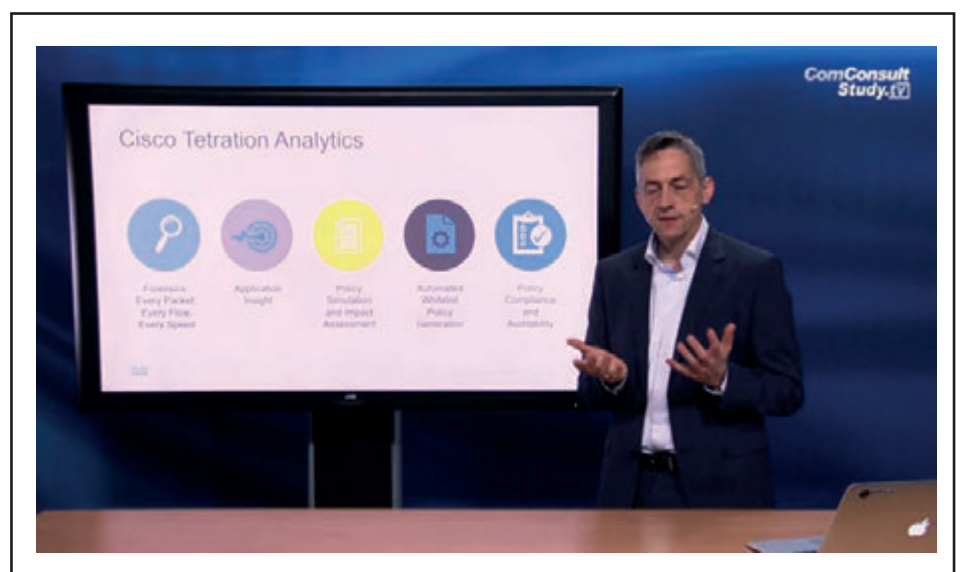 ComConsult
Study.tv
Cisco Tetration Analytics
Forensics:
Every Packet,
Every Flow,
Every Speed
Application
Insight
Policy
Simulation
and Impact
Assessment
Automated
Whitelist
Policy
Generation
Policy
Compliance
and
Auditability